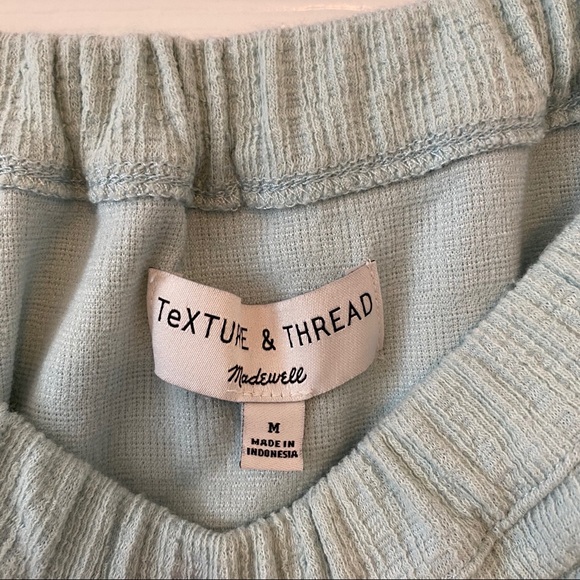 TeXTURE & THREAD
Madewell
M
MADE IN
INDONESIA